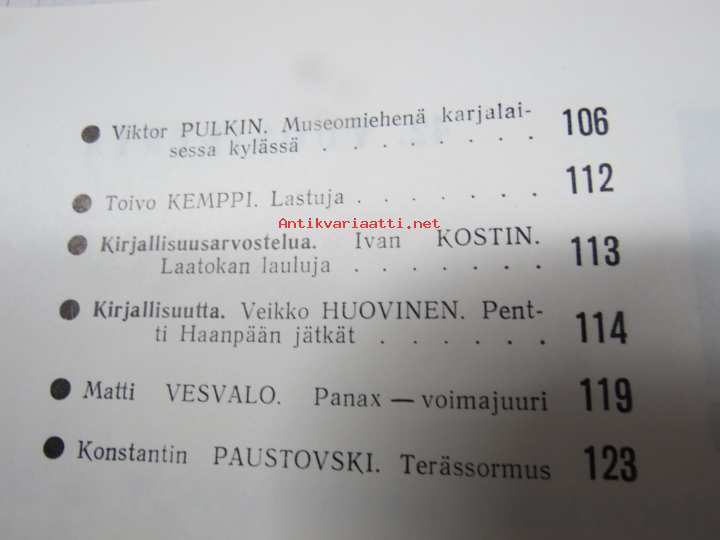 Viktor PULKIN. Museomiehenä karjalai-
sessa kylässä . . . . . . . 106
Toivo KEMPPI. Lastuja . . . . . . . 112
Antikvariaatti.net
Kirjallisuusarvostelua. Ivan KOSTIN.
Laatokan lauluja . . . . . . . 113
Kirjallisuutta. Veikko HUOVINEN. Pent-
ti Haanpään jätkät . . . . . . 114
Matti VESVALO. Panax — voimajuuri 119
Konstantin PAUSTOVSKI. Terässormus 123